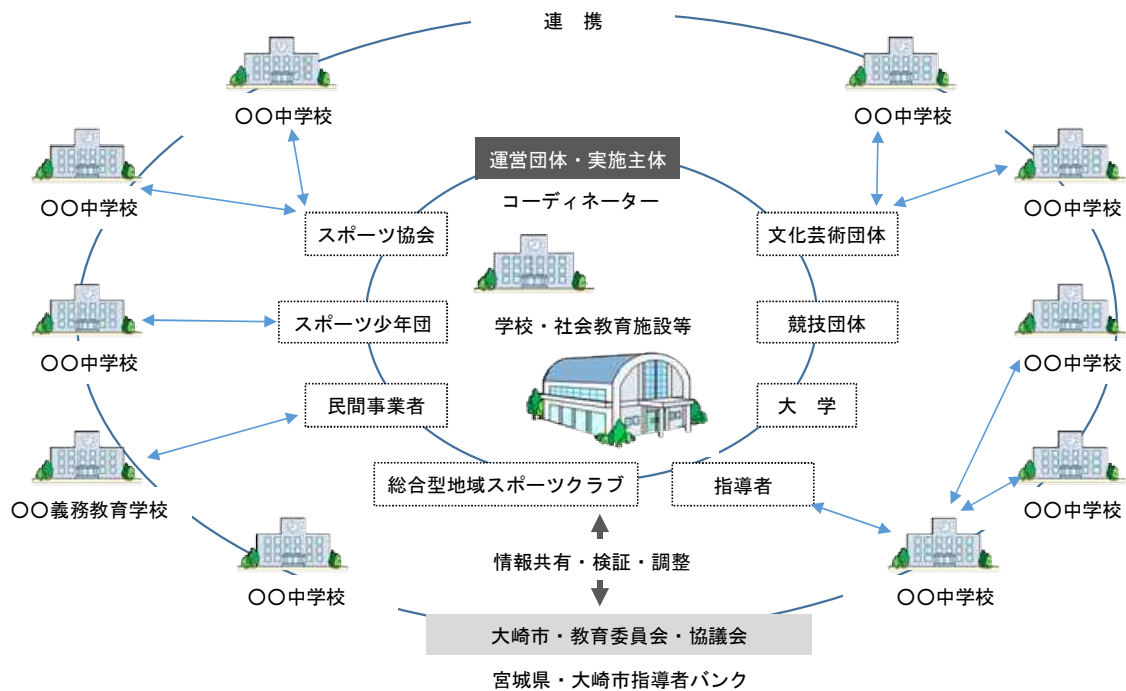 連　携
〇〇中学校
〇〇中学校
運営団体・実施主体
コーディネーター
〇〇中学校
〇〇中学校
スポーツ協会
文化芸術団体
スポーツ少年団
学校・社会教育施設等
競技団体
〇〇中学校
〇〇中学校
民間事業者
大　学
総合型地域スポーツクラブ
指導者
〇〇義務教育学校
〇〇中学校
情報共有・検証・調整
〇〇中学校
〇〇中学校
大崎市・教育委員会・協議会
宮城県・大崎市指導者バンク